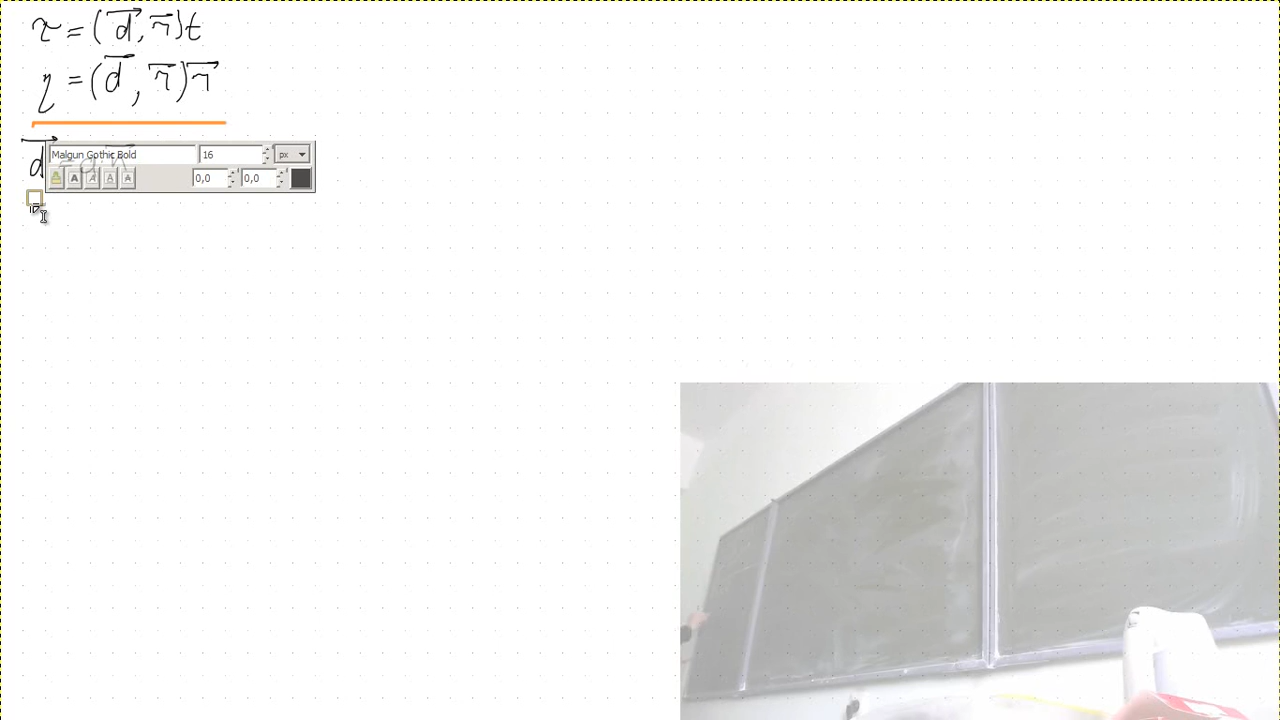 τ = (d⃗, n⃗)t
η = (d⃗, n⃗)n⃗
d⃗ = d n⃗
Malgun Gothic Bold 16 px
A A A A 0,0 0,0